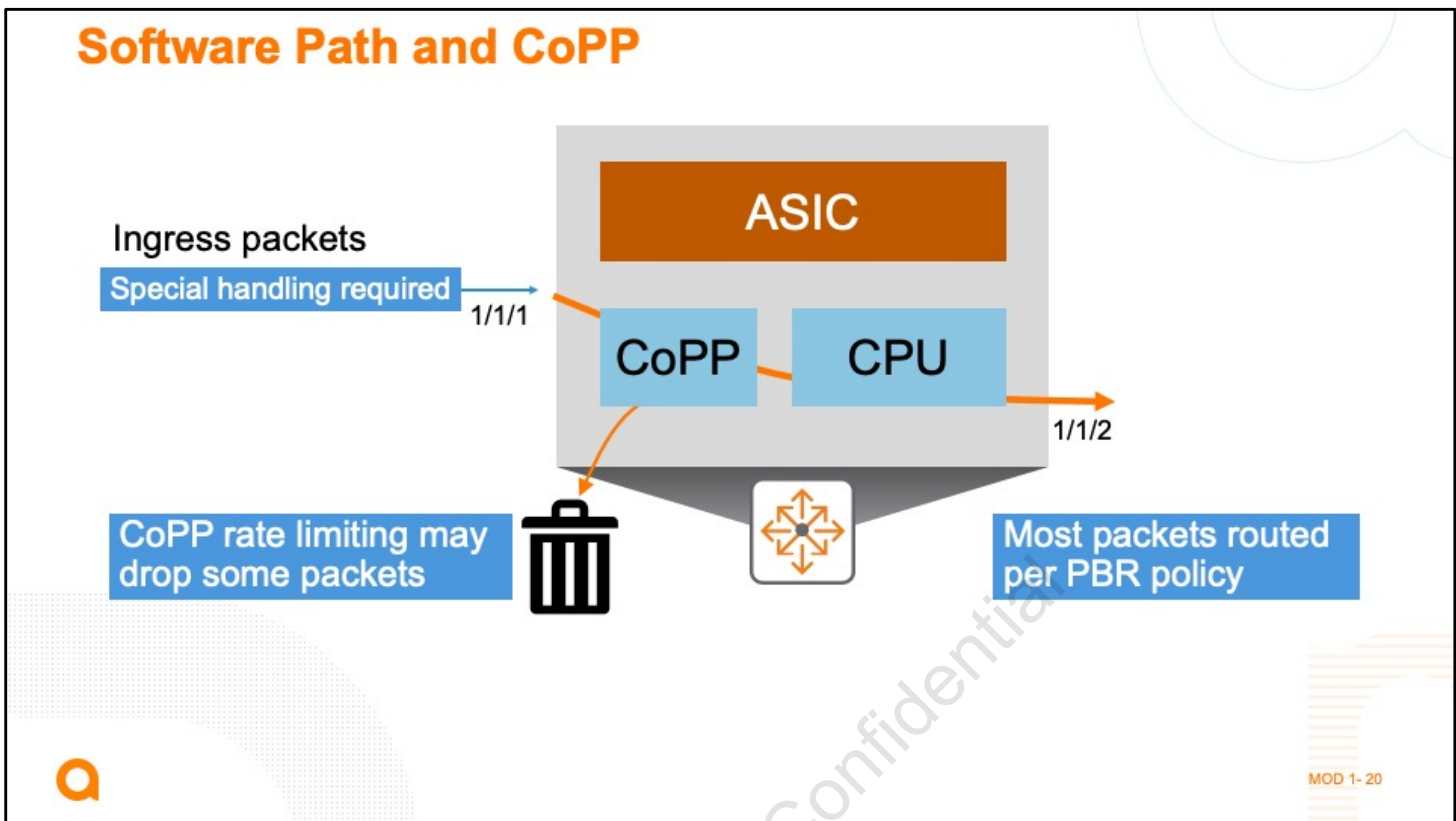 Software Path and CoPP
ASIC
Ingress packets
Special handling required
1/1/1
CoPP
CPU
1/1/2
CoPP rate limiting may
drop some packets
Most packets routed
per PBR policy
Confidential
MOD 1- 20